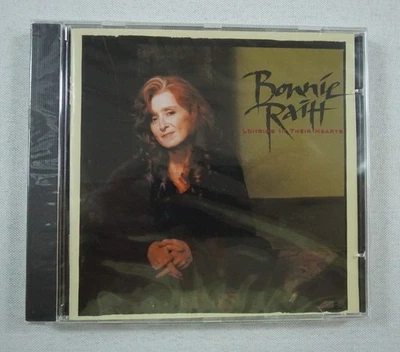 Bonnie
Raitt
LONGING IN THEIR HEARTS